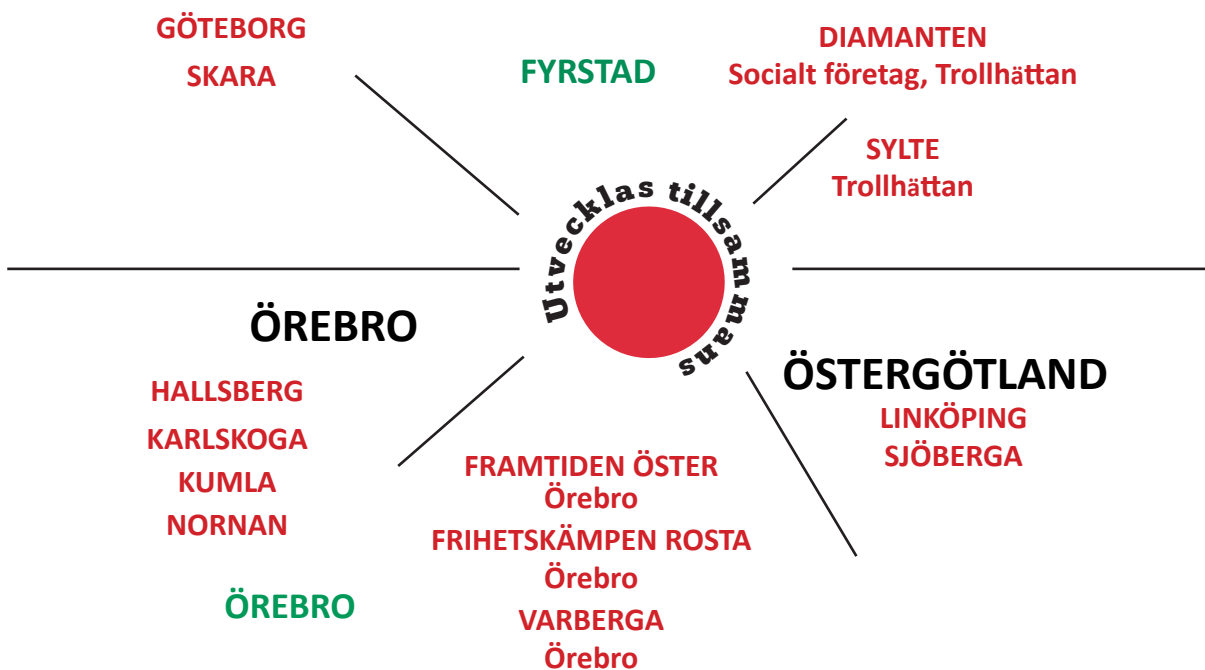 GÖTEBORG
SKARA
FYRSTAD
DIAMANTEN
Socialt företag, Trollhättan
SYLTE
Trollhättan
Utvecklas tillsammans
ÖREBRO
HALLSBERG
KARLSKOGA
KUMLA
NORNAN
ÖREBRO
FRAMTIDEN ÖSTER
Örebro
FRIHETSKÄMPEN ROSTA
Örebro
VARBERGA
Örebro
ÖSTERGÖTLAND
LINKÖPING
SJÖBERGA